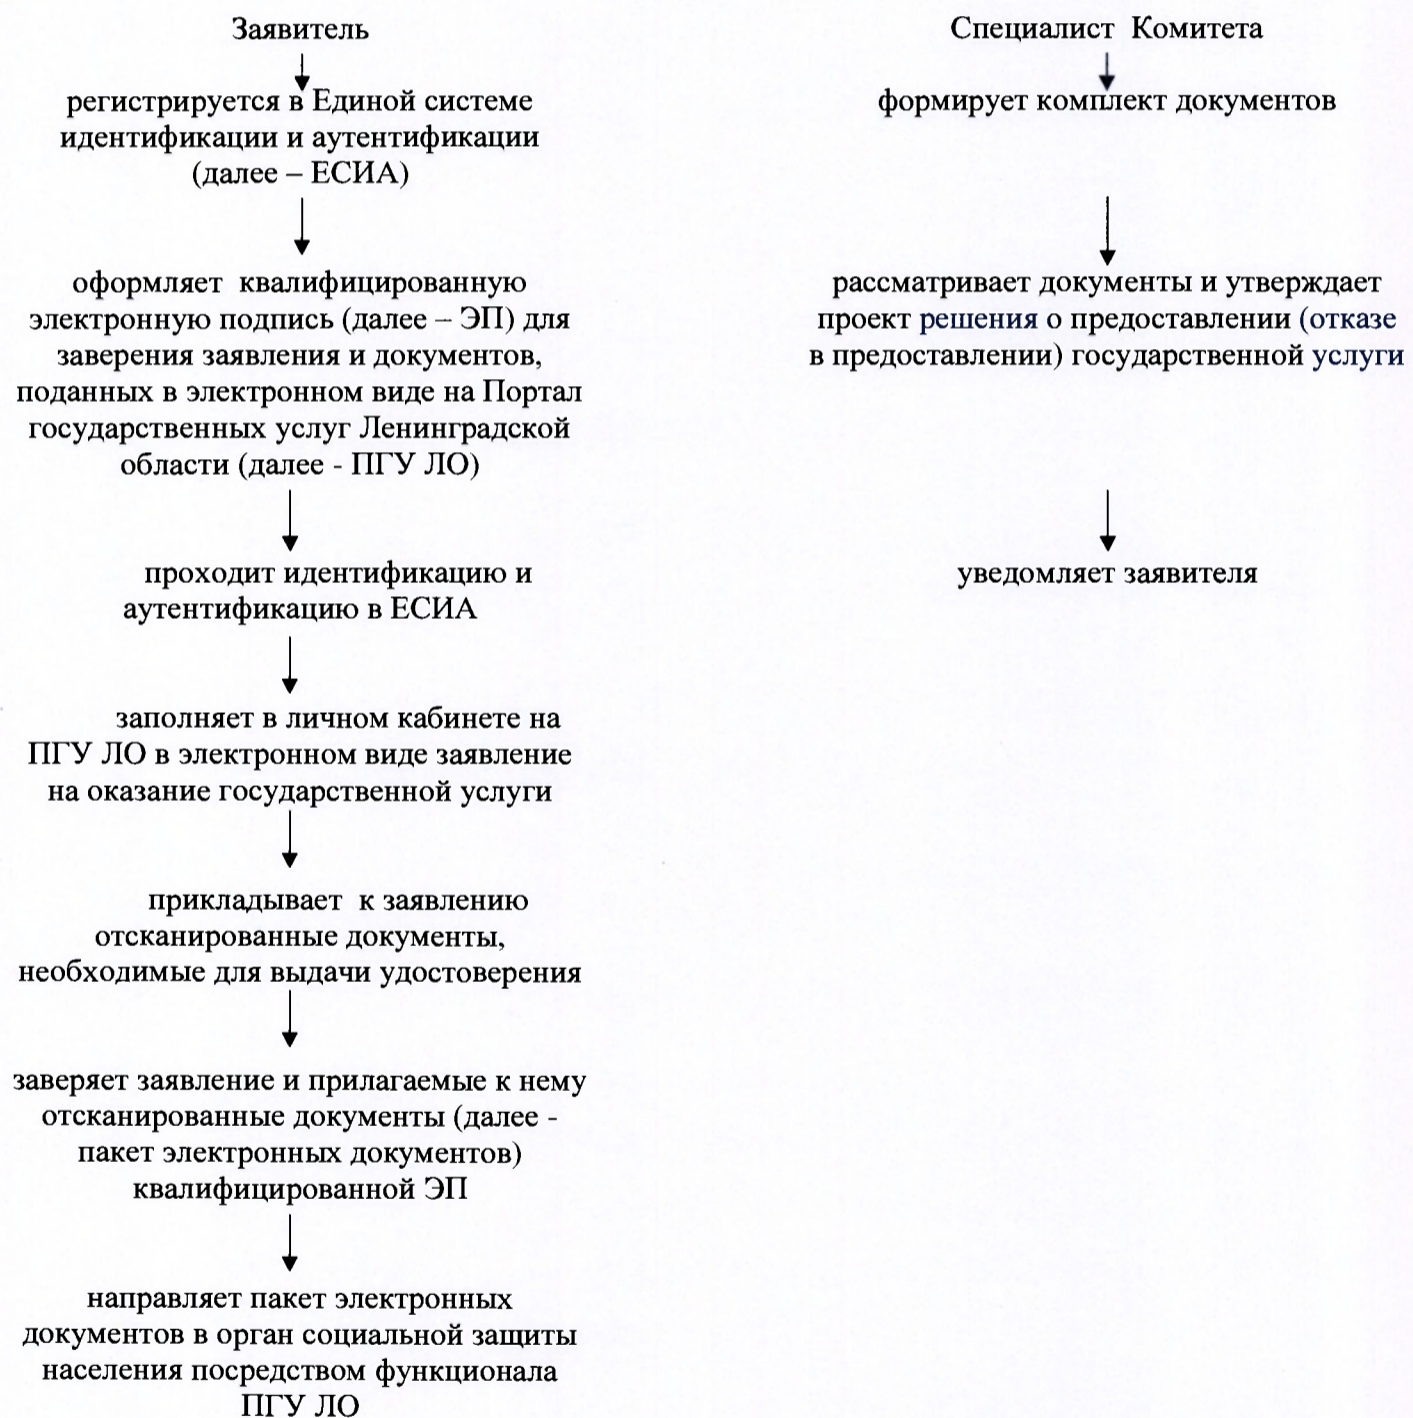 Заявитель
регистрируется в Единой системе
идентификации и аутентификации
(далее – ЕСИА)
оформляет квалифицированную
электронную подпись (далее – ЭП) для
заверения заявления и документов,
поданных в электронном виде на Портал
государственных услуг Ленинградской
области (далее - ПГУ ЛО)
проходит идентификацию и
аутентификацию в ЕСИА
заполняет в личном кабинете на
ПГУ ЛО в электронном виде заявление
на оказание государственной услуги
прикладывает к заявлению
отсканированные документы,
необходимые для выдачи удостоверения
заверяет заявление и прилагаемые к нему
отсканированные документы (далее -
пакет электронных документов)
квалифицированной ЭП
направляет пакет электронных
документов в орган социальной защиты
населения посредством функционала
ПГУ ЛО
Специалист Комитета
формирует комплект документов
рассматривает документы и утверждает
проект решения о предоставлении (отказе
в предоставлении) государственной услуги
уведомляет заявителя